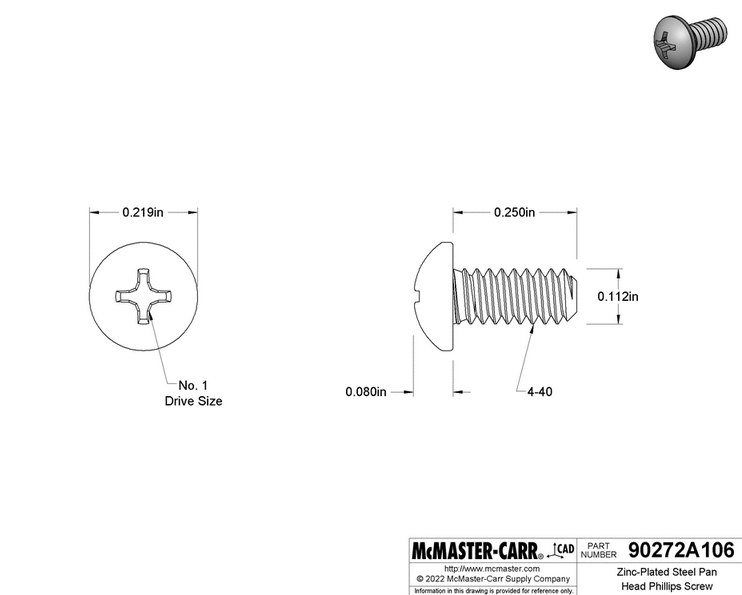 0.219in
0.250in
0.112in
0.080in
4-40
No. 1
Drive Size
McMASTER-CARR® CAD
http://www.mcmaster.com
© 2022 McMaster-Carr Supply Company
Information in this drawing is provided for reference only.
PART
NUMBER
90272A106
Zinc-Plated Steel Pan
Head Phillips Screw